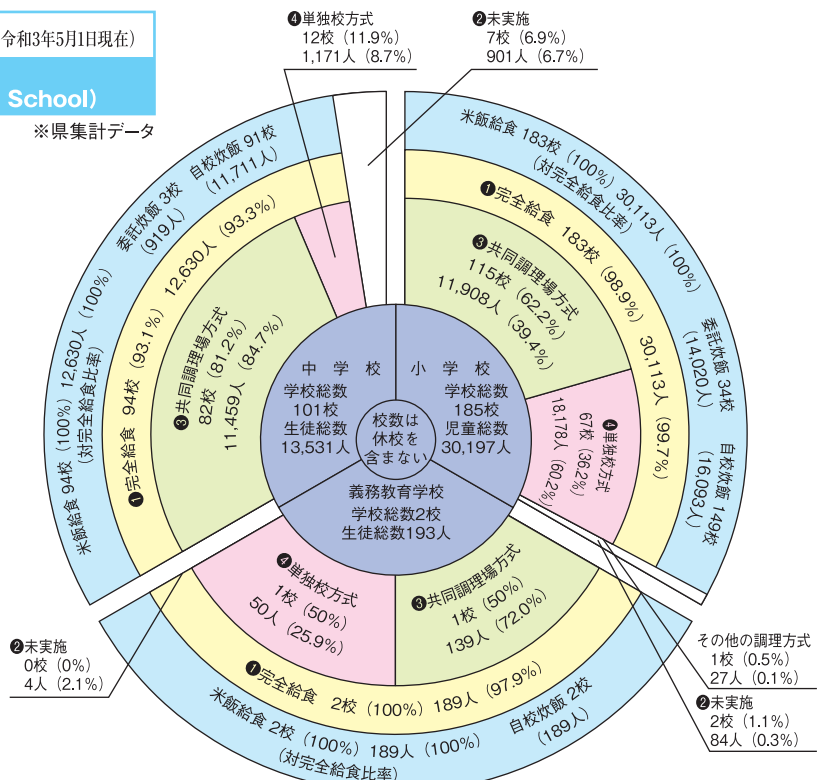 令和3年5月1日現在）
School）
※県集計データ
❹単独校方式
12校（11.9%）
1,171人（8.7%）
❷未実施
7校（6.9%）
901人（6.7%）
米飯給食 183校（100%）30,113人（100%）
（対完全給食比率）
委託炊飯 34校
（14,020人）
自校炊飯 149校
（16,093人）
❶完全給食 183校（98.9%）30,113人（99.7%）
❸共同調理場方式
115校（62.2%）
11,908人（39.4%）
❹単独校方式
67校（36.2%）
18,178人（60.2%）
小学校
学校総数
185校
児童総数
30,197人
その他の調理方式
1校（0.5%）
27人（0.1%）
❷未実施
2校（1.1%）
84人（0.3%）
米飯給食 94校（100%）12,630人（100%）
（対完全給食比率）
委託炊飯 3校
（919人）
自校炊飯 91校
（11,711人）
❶完全給食 94校（93.1%）12,630人（93.3%）
❸共同調理場方式
82校（81.2%）
11,459人（84.7%）
中学校
学校総数
101校
生徒総数
13,531人
校数は
休校を
含まない
義務教育学校
学校総数2校
生徒総数193人
❹単独校方式
1校（50%）
50人（25.9%）
❸共同調理場方式
1校（50%）
139人（72.0%）
❶完全給食 2校（100%）189人（97.9%）
米飯給食 2校（100%）189人（100%）
（対完全給食比率）
自校炊飯 2校
（189人）
❷未実施
0校（0%）
4人（2.1%）